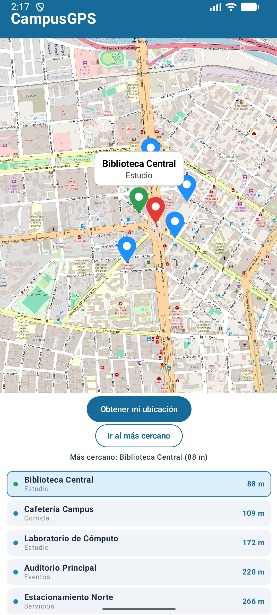 2:17
CampusGPS
Biblioteca Central
Estudio
Obtener mi ubicación
Ir al más cercano
Más cercano: Biblioteca Central (88 m)
Biblioteca Central
Estudio
88 m
Cafetería Campus
Comida
109 m
Laboratorio de Cómputo
Estudio
172 m
Auditorio Principal
Eventos
220 m
Estacionamiento Norte
Servicios
266 m